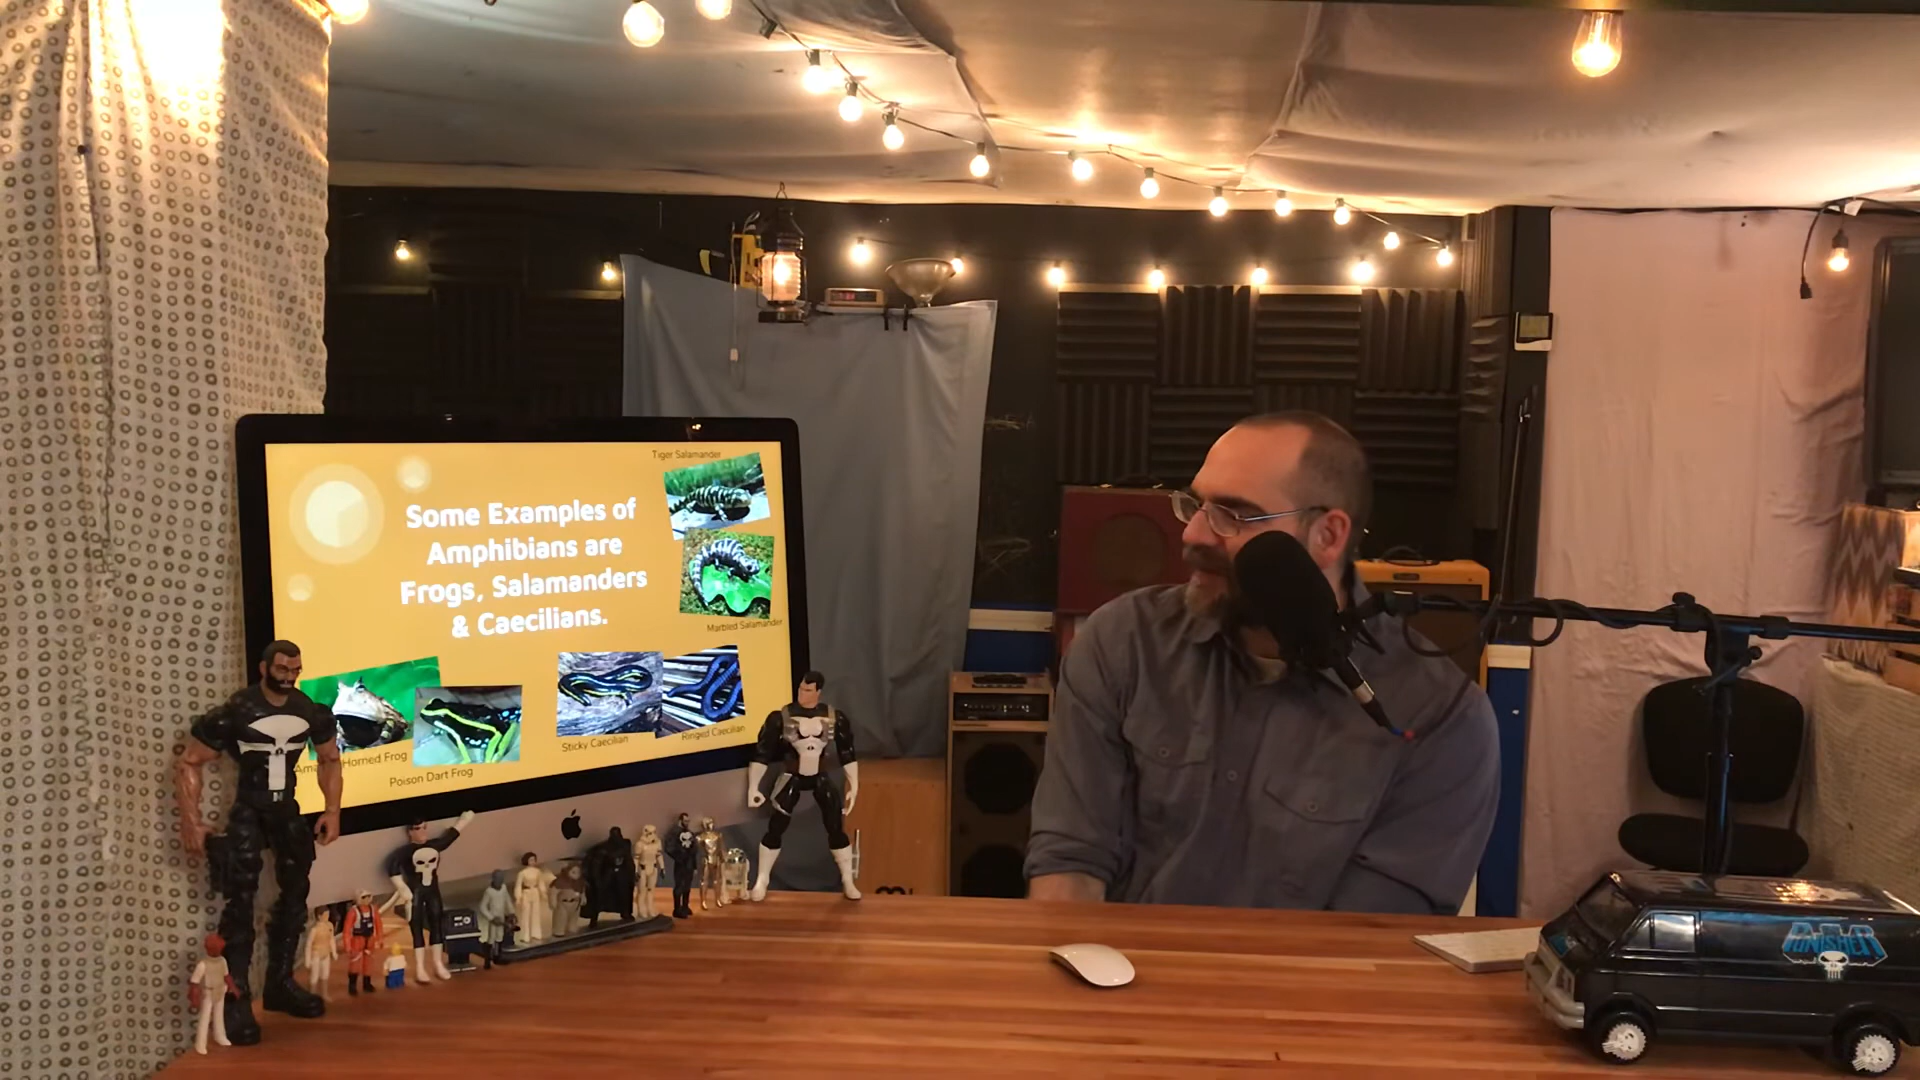 Tiger Salamander
Some Examples of
Amphibians are
Frogs, Salamanders
& Caecilians.
Marbled Salamander
Horned Frog
Poison Dart Frog
Sticky Caecilian
Ringed Caecilian
PUNISHER